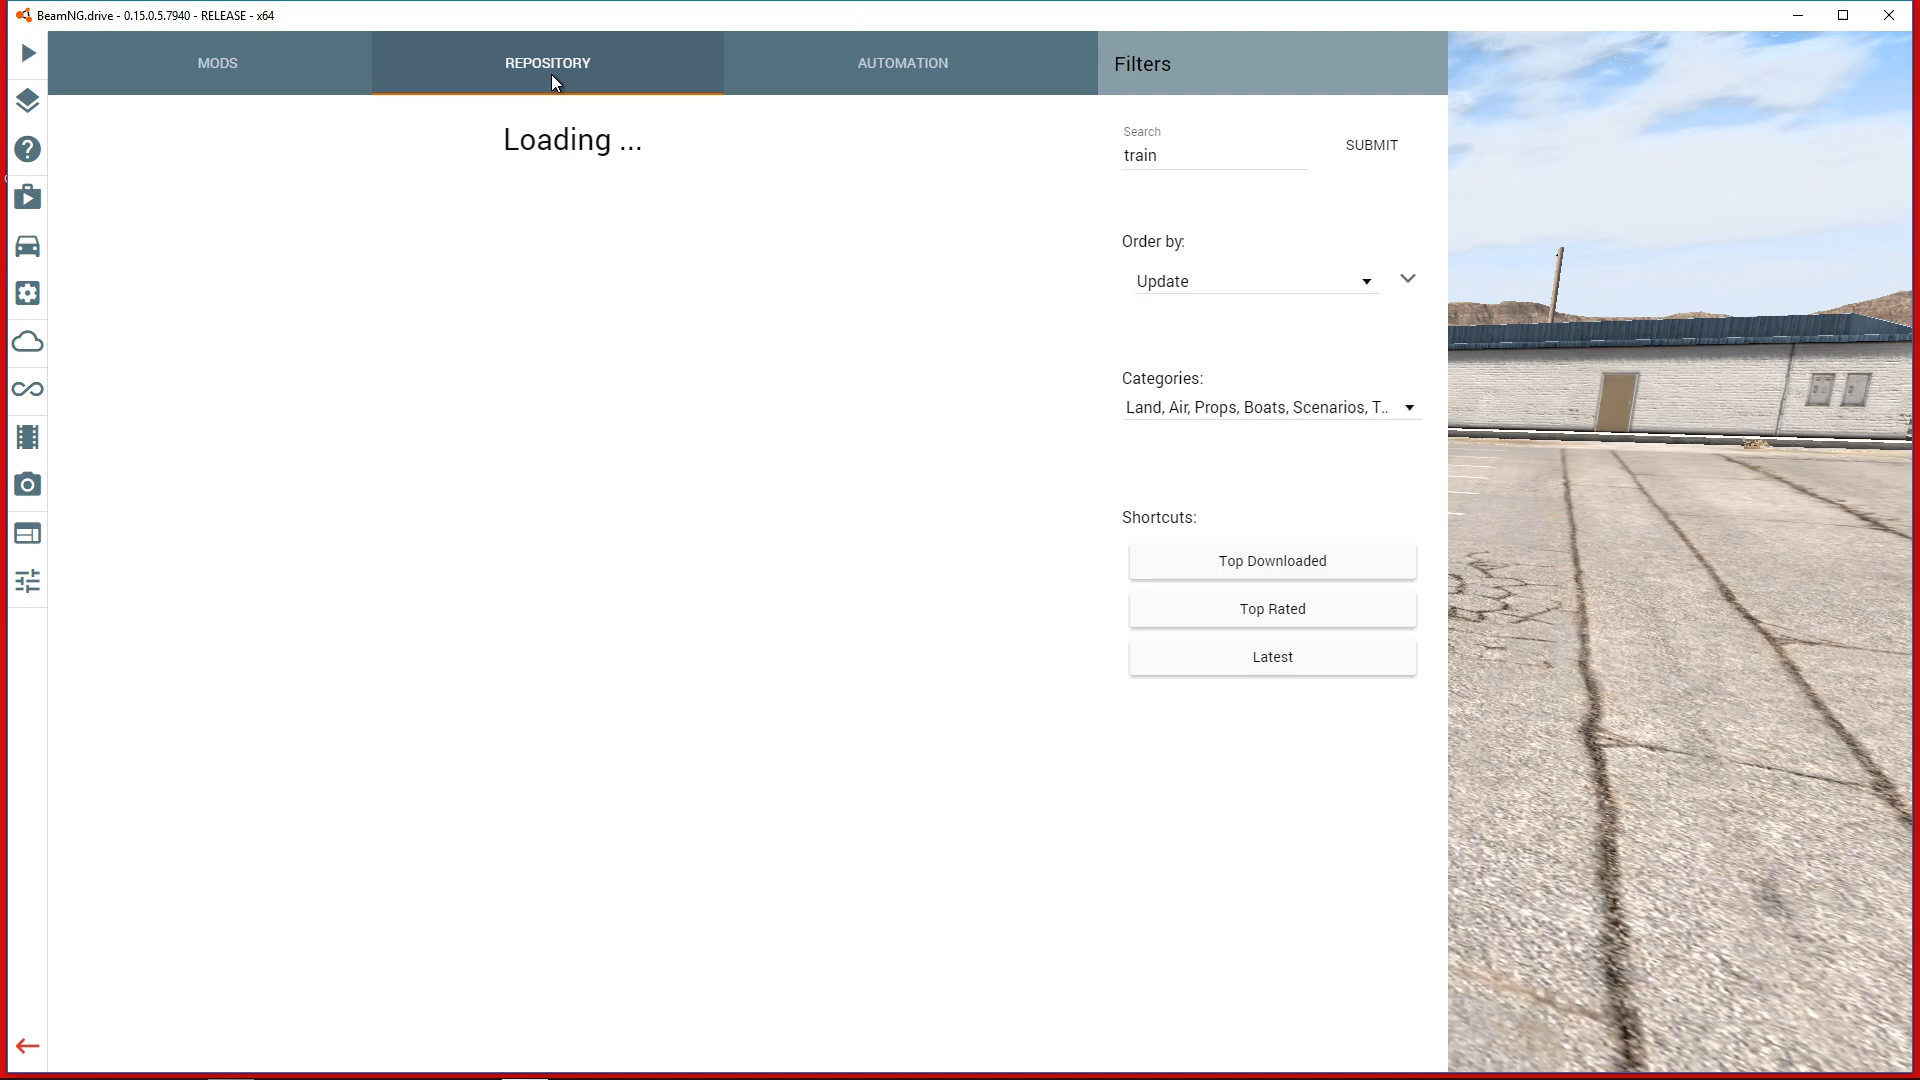 BeamNG.drive - 0.15.0.5.7940 - RELEASE - x64
MODS
REPOSITORY
AUTOMATION
Filters
Loading ...
Search
train
SUBMIT
Order by:
Update
Categories:
Land, Air, Props, Boats, Scenarios, T..
Shortcuts:
Top Downloaded
Top Rated
Latest